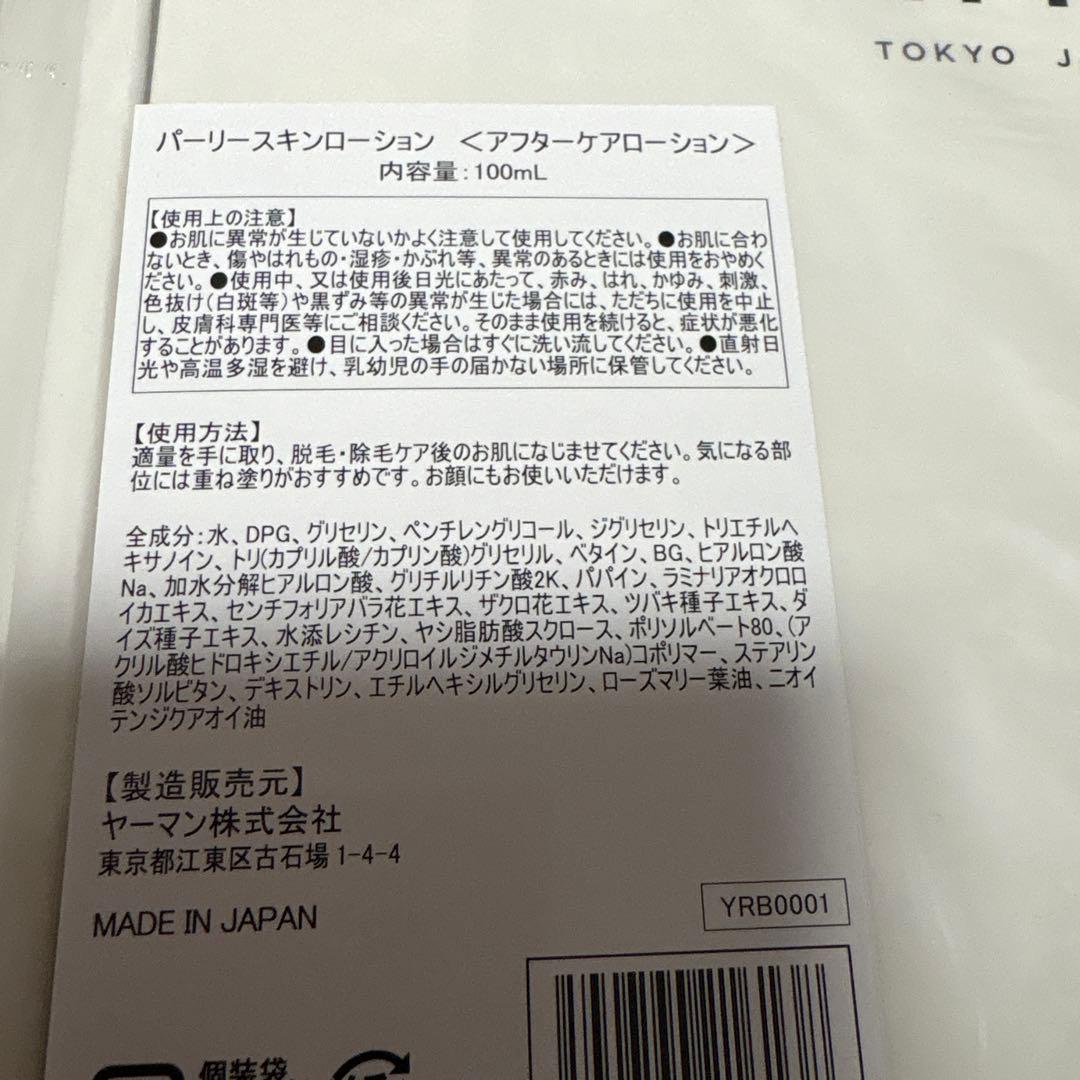 TOKYO J
パーリースキンローション <アフターケアローション>
内容量:100mL
【使用上の注意】
●お肌に異常が生じていないかよく注意して使用してください。●お肌に合わ
ないとき、傷やはれもの・湿疹・かぶれ等、異常のあるときには使用をおやめく
ださい。●使用中、又は使用後日光にあたって、赤み、はれ、かゆみ、刺激、
色抜け(白斑等)や黒ずみ等の異常が生じた場合には、ただちに使用を中止
し、皮膚科専門医等にご相談ください。そのまま使用を続けると、症状が悪化
することがあります。●目に入った場合はすぐに洗い流してください。●直射日
光や高温多湿を避け、乳幼児の手の届かない場所に保管してください。
【使用方法】
適量を手に取り、脱毛・除毛ケア後のお肌になじませてください。気になる部
位には重ね塗りがおすすめです。お顔にもお使いいただけます。
全成分:水、DPG、グリセリン、ペンチレングリコール、ジグリセリン、トリエチルヘ
キサノイン、トリ(カプリル酸/カプリン酸)グリセリル、ベタイン、BG、ヒアルロン酸
Na、加水分解ヒアルロン酸、グリチルリチン酸2K、パパイン、ラミナリアオクロロ
イカエキス、センチフォリアバラ花エキス、ザクロ花エキス、ツバキ種子エキス、ダ
イズ種子エキス、水添レシチン、ヤシ脂肪酸スクロース、ポリソルベート80、(ア
クリル酸ヒドロキシエチル/アクリロイルジメチルタウリンNa)コポリマー、ステアリン
酸ソルビタン、デキストリン、エチルヘキシルグリセリン、ローズマリー葉油、ニオイ
テンジクアオイ油
【製造販売元】
ヤーマン株式会社
東京都江東区古石場1-4-4
MADE IN JAPAN
YRB0001
個装袋